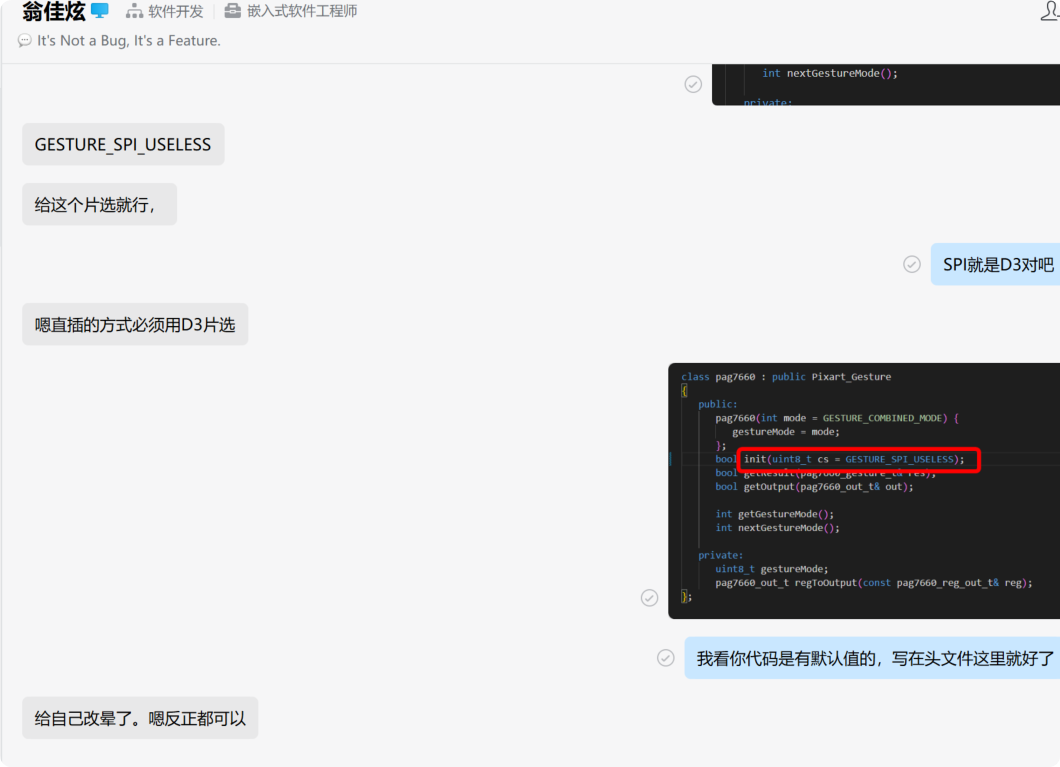 翁佳炫 软件开发 嵌入式软件工程师
It's Not a Bug, It's a Feature.
int nextGestureMode();
private:
GESTURE_SPI_USELESS
给这个片选就行，
SPI就是D3对吧
嗯直插的方式必须用D3片选
class pag7660 : public Pixart_Gesture
{
public:
pag7660(int mode = GESTURE_COMBINED_MODE) {
gestureMode = mode;
};
bool init(uint8_t cs = GESTURE_SPI_USELESS);
bool getResult(pag7660_gesture_t& res);
bool getOutput(pag7660_out_t& out);
int getGestureMode();
int nextGestureMode();
private:
uint8_t gestureMode;
pag7660_out_t regToOutput(const pag7660_reg_out_t& reg);
};
我看你代码是有默认值的，写在头文件这里就好了
给自己改晕了。嗯反正都可以